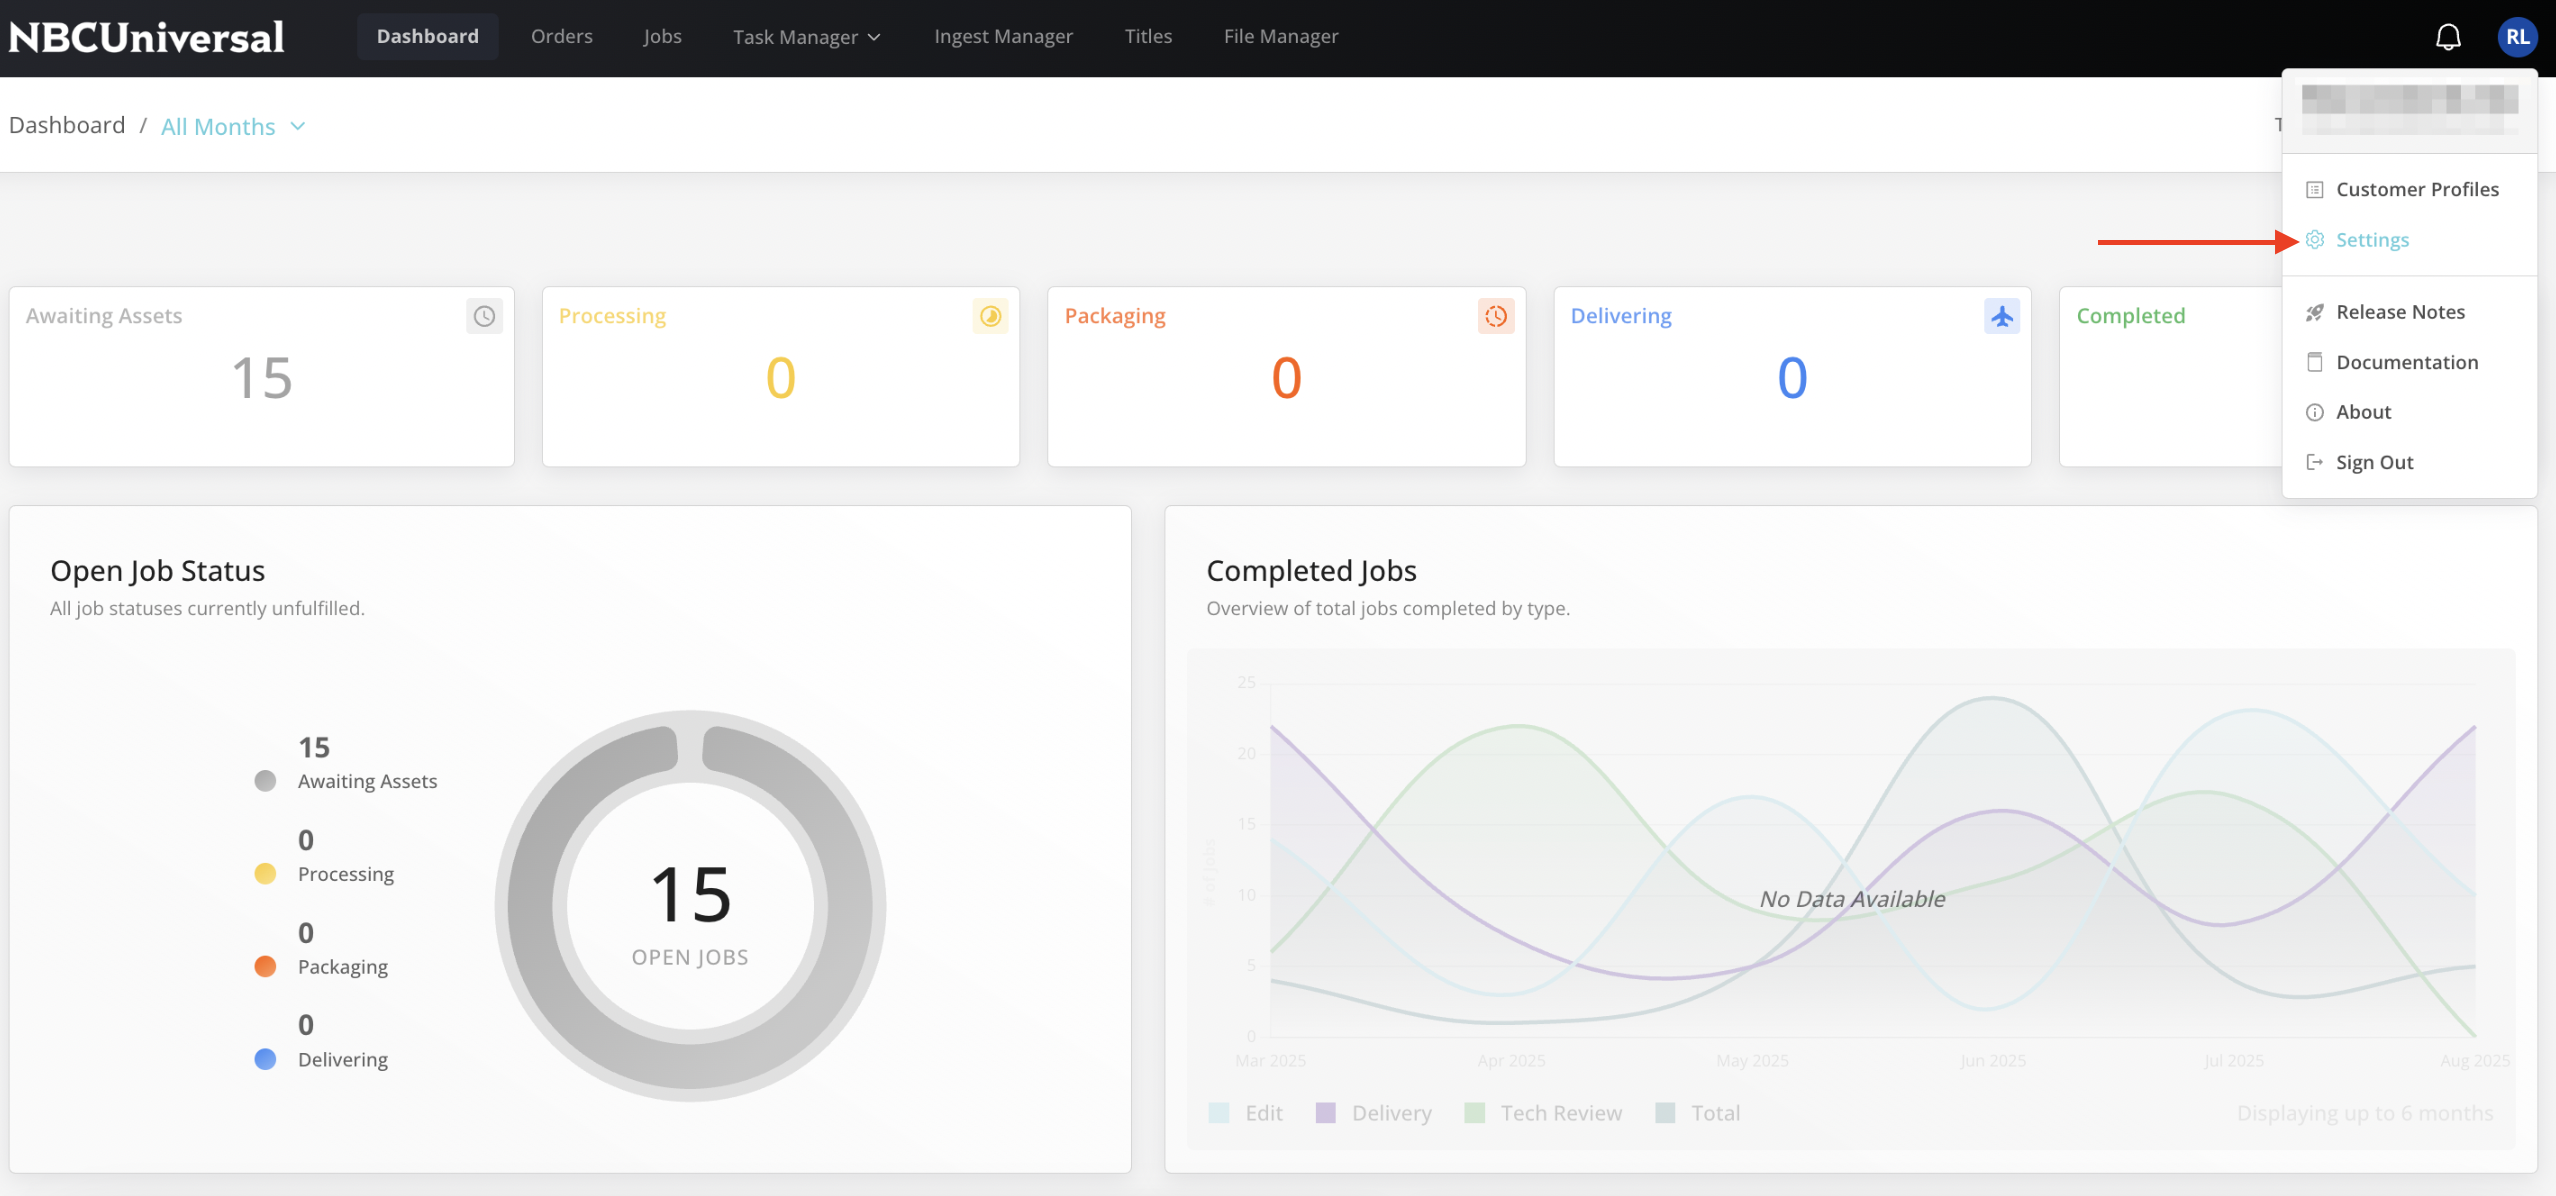 NBCUniversal
Dashboard
Orders
Jobs
Task Manager
Ingest Manager
Titles
File Manager
RL
Dashboard / All Months
Customer Profiles
Settings
Release Notes
Documentation
About
Sign Out
Awaiting Assets
15
Processing
0
Packaging
0
Delivering
0
Completed
Open Job Status
All job statuses currently unfulfilled.
15
Awaiting Assets
0
Processing
0
Packaging
0
Delivering
15
OPEN JOBS
Completed Jobs
Overview of total jobs completed by type.
# of Jobs
25
20
15
10
5
0
No Data Available
Mar 2025
Apr 2025
May 2025
Jun 2025
Jul 2025
Aug 2025
Edit
Delivery
Tech Review
Total
Displaying up to 6 months